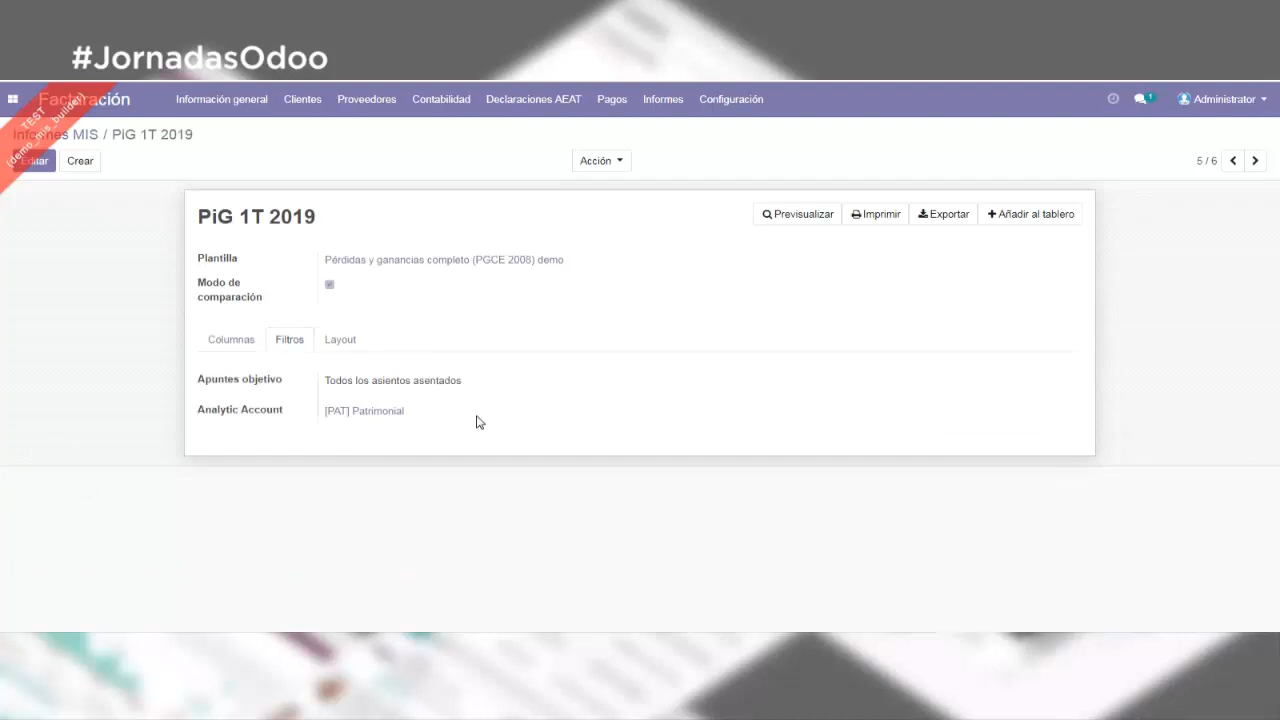 #JornadasOdoo
Facturación
Información general
Clientes
Proveedores
Contabilidad
Declaraciones AEAT
Pagos
Informes
Configuración
1
Administrator
TEST
(demo_mis_builder)
Informes MIS / PiG 1T 2019
Editar
Crear
Acción
5 / 6
PiG 1T 2019
Previsualizar
Imprimir
Exportar
Añadir al tablero
Plantilla
Pérdidas y ganancias completo (PGCE 2008) demo
Modo de
comparación
Columnas
Filtros
Layout
Apuntes objetivo
Todos los asientos asentados
Analytic Account
[PAT] Patrimonial